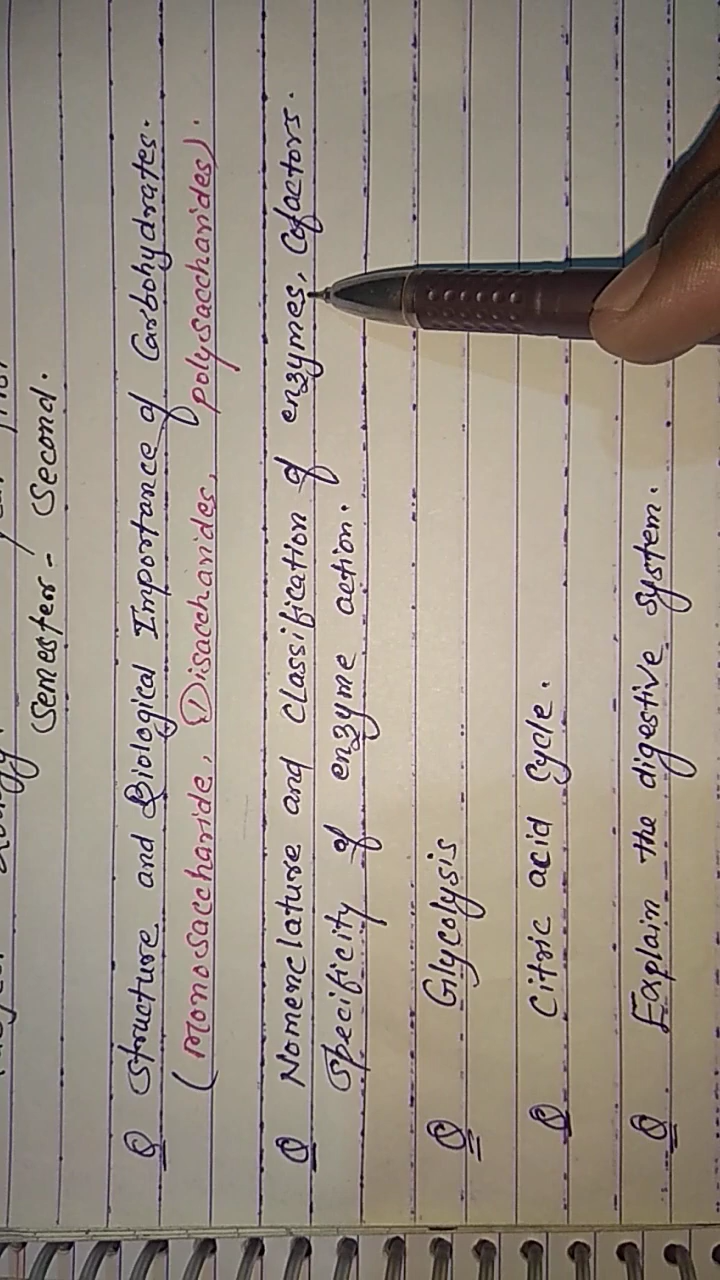 Semester - Second.
Q Structure and Biological Importance of Carbohydrates.
(Monosaccharide, Disaccharides, polysaccharides).
Q Nomenclature and Classification of enzymes, Cofactors.
Specificity of enzyme action.
Q Glycolysis
Q Citric acid Cycle.
Q. Explain the digestive system.